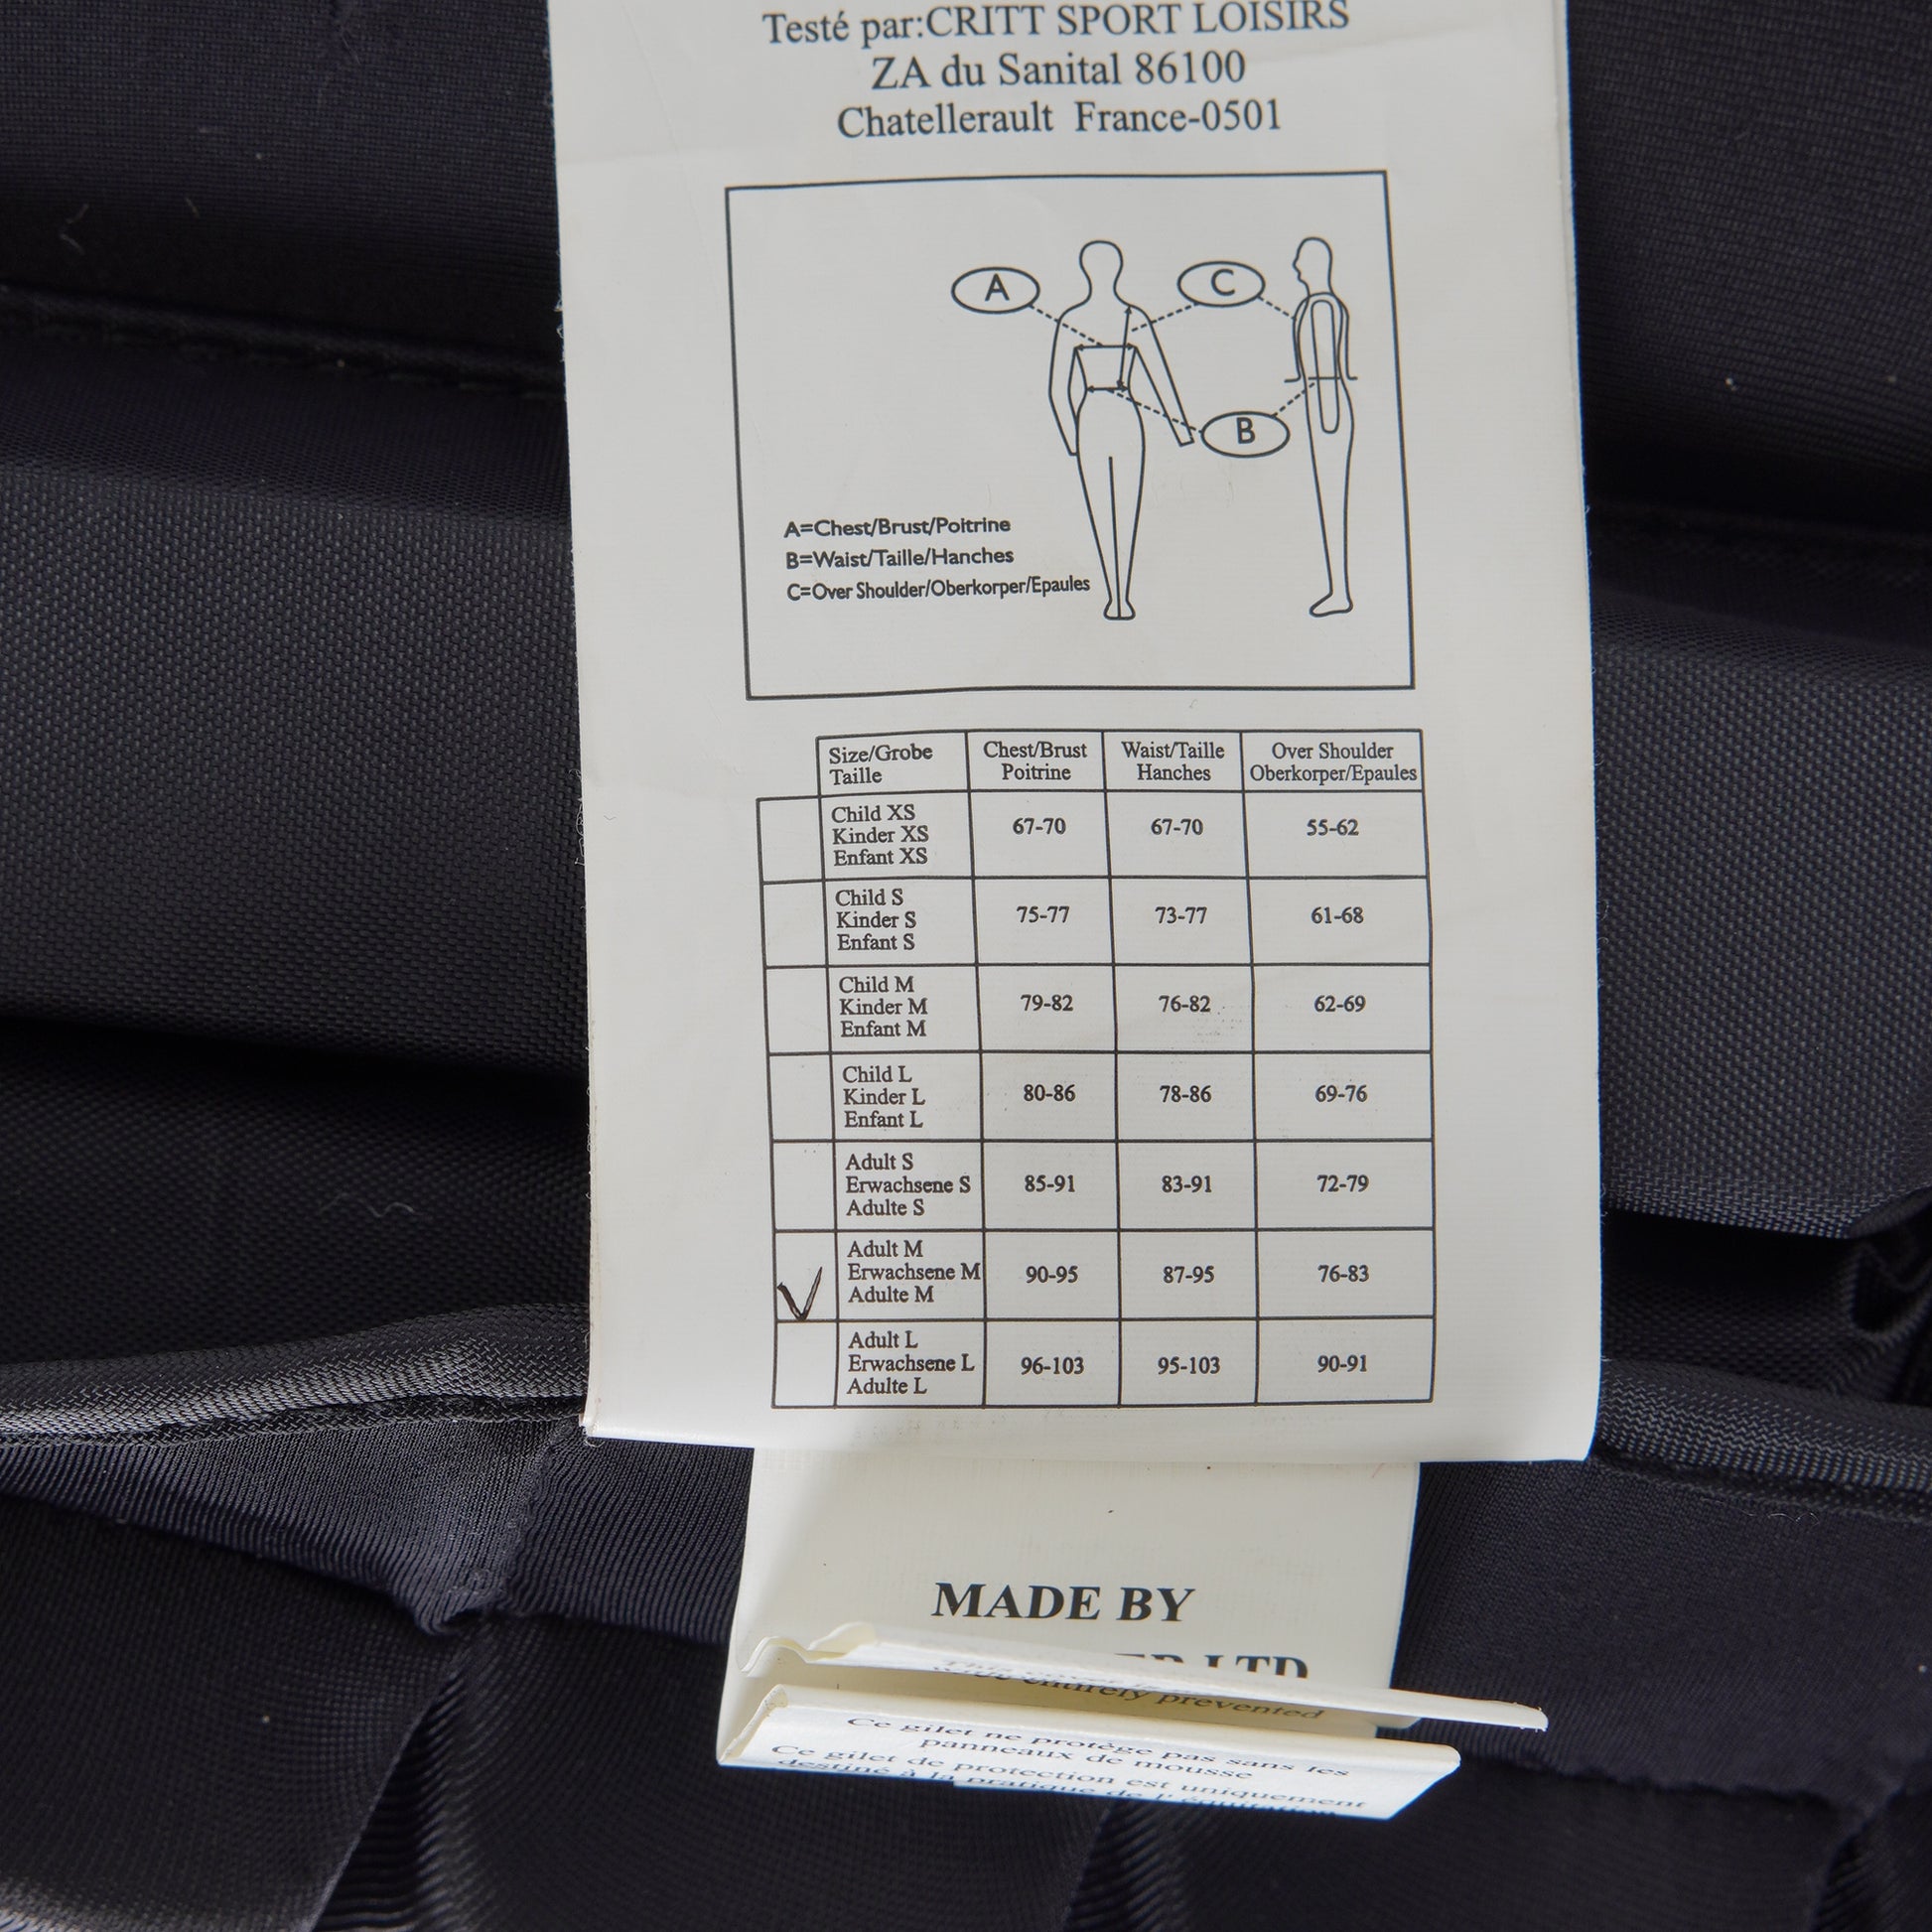 Testé par:CRITT SPORT LOISIRS
ZA du Sanital 86100
Chatellerault France-0501
A
C
B
A=Chest/Brust/Poitrine
B=Waist/Taille/Hanches
C=Over Shoulder/Oberkorper/Epaules
Size/Grobe Taille
Chest/Brust Poitrine
Waist/Taille Hanches
Over Shoulder Oberkorper/Epaules
Child XS
Kinder XS
Enfant XS
67-70
67-70
55-62
Child S
Kinder S
Enfant S
75-77
73-77
61-68
Child M
Kinder M
Enfant M
79-82
76-82
62-69
Child L
Kinder L
Enfant L
80-86
78-86
69-76
Adult S
Erwachsene S
Adulte S
85-91
83-91
72-79
Adult M
Erwachsene M
Adulte M
90-95
87-95
76-83
Adult L
Erwachsene L
Adulte L
96-103
95-103
90-91
MADE BY
LTD
entirely prevented
Ce gilet ne protège pas sans les
panneaux de mousse
Ce gilet de protection est uniquement
destiné à la pratique de l'équitation